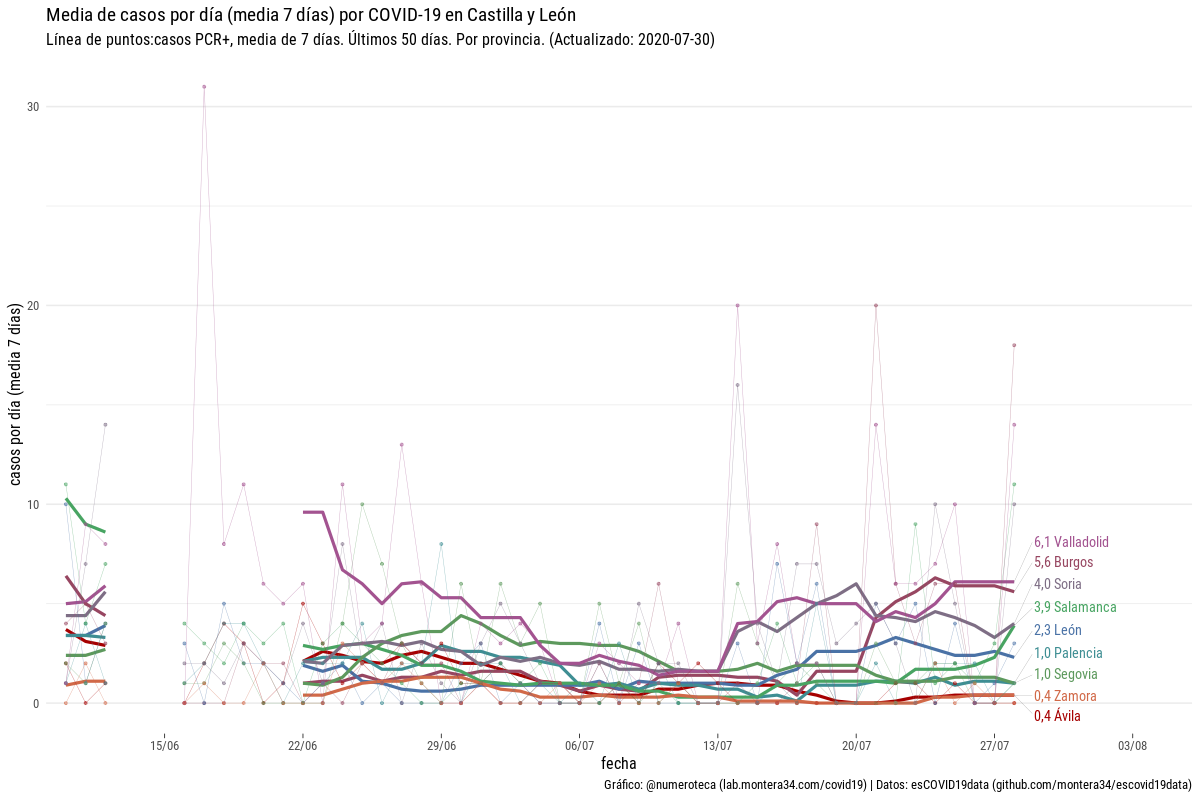 Media de casos por día (media 7 días) por COVID-19 en Castilla y León
Línea de puntos:casos PCR+, media de 7 días. Últimos 50 días. Por provincia. (Actualizado: 2020-07-30)
casos por día (media 7 días)
30
20
10
0
6,1 Valladolid
5,6 Burgos
4,0 Soria
3,9 Salamanca
2,3 León
1,0 Palencia
1,0 Segovia
0,4 Zamora
0,4 Ávila
15/06 22/06 29/06 06/07 13/07 20/07 27/07 03/08
fecha
Gráfico: @numeroteca (lab.montera34.com/covid19) | Datos: esCOVID19data (github.com/montera34/escovid19data)